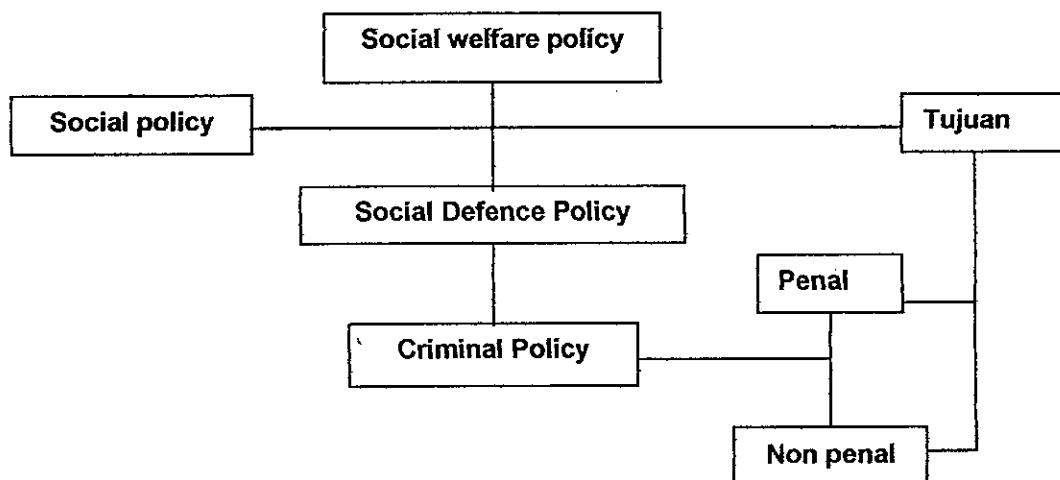 Social welfare policy
Social policy
Tujuan
Social Defence Policy
Penal
Criminal Policy
Non penal